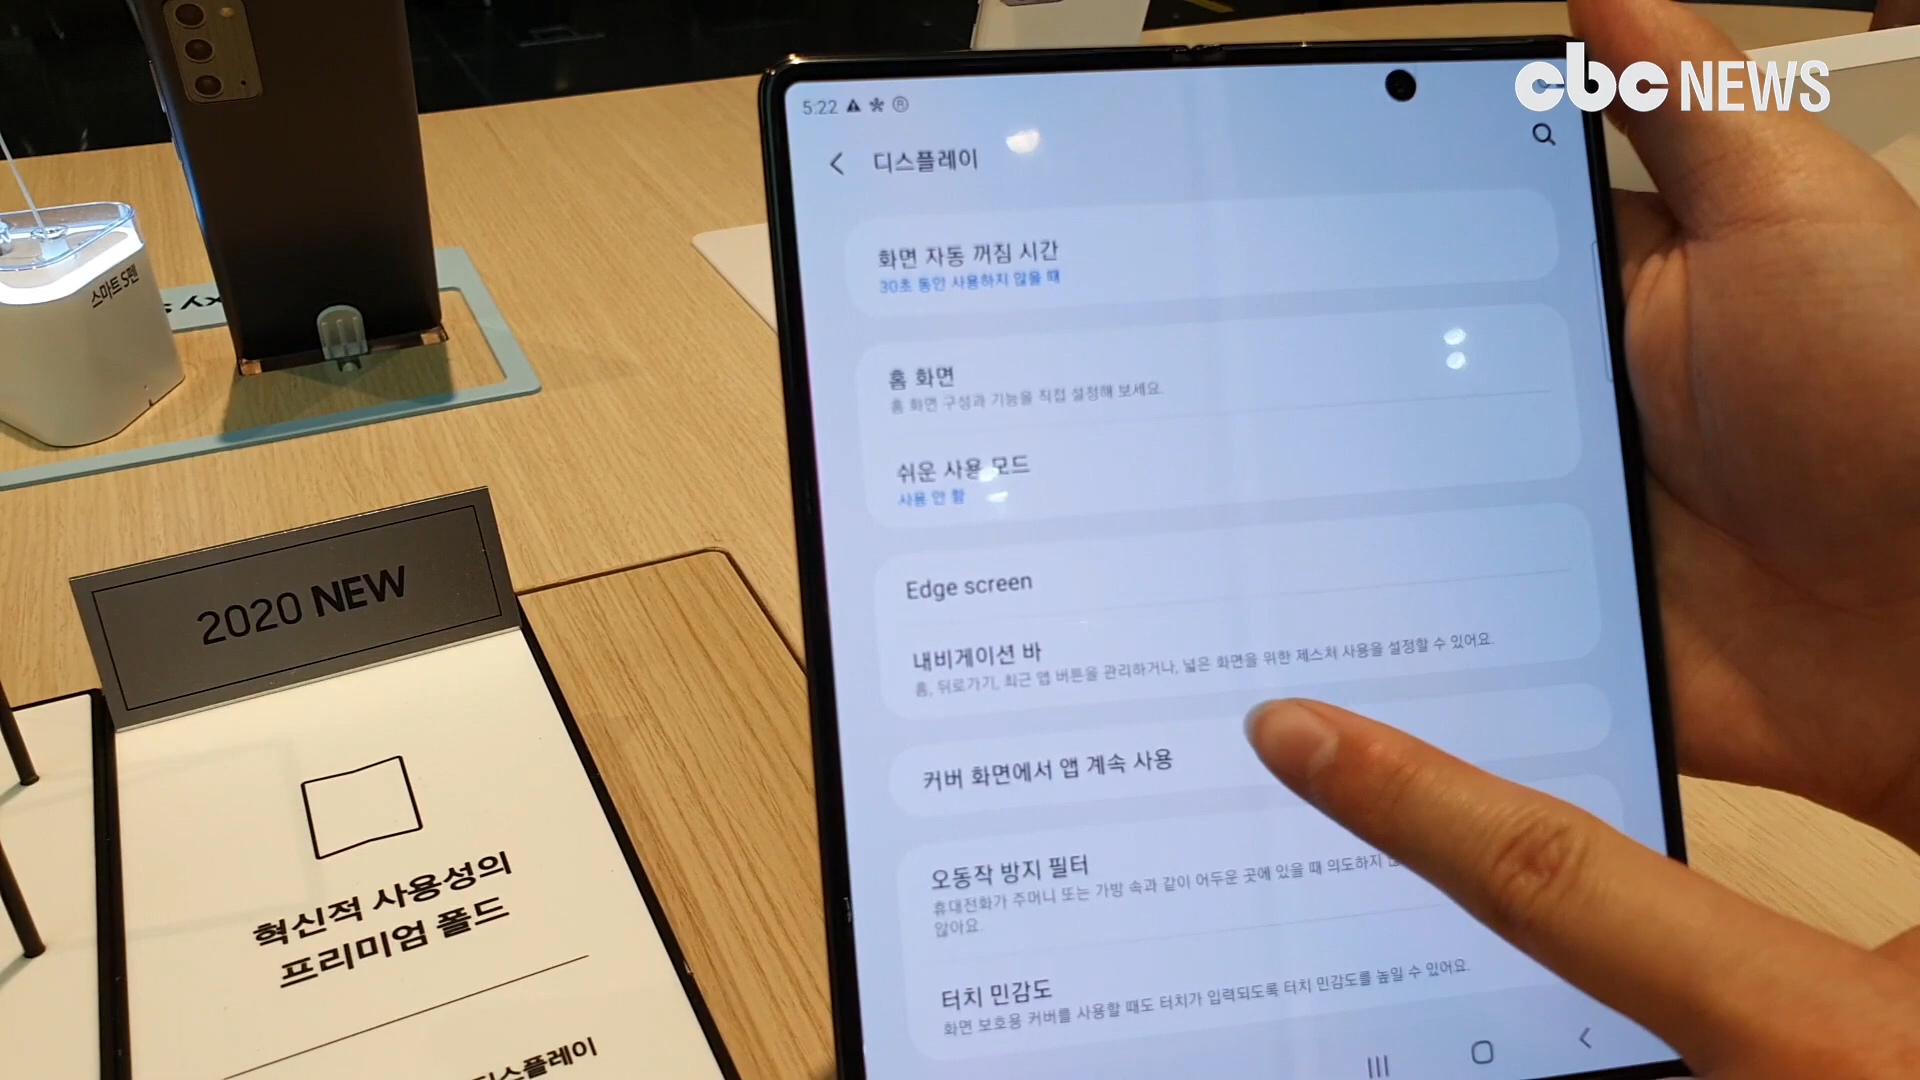 cbc NEWS
5:22
디스플레이
화면 자동 꺼짐 시간
30초 동안 사용하지 않을 때
홈 화면
홈 화면 구성과 기능을 직접 설정해 보세요.
쉬운 사용 모드
사용 안 함
Edge screen
내비게이션 바
홈, 뒤로가기, 최근 앱 버튼을 관리하거나, 넓은 화면을 위한 제스처 사용을 설정할 수 있어요.
커버 화면에서 앱 계속 사용
오동작 방지 필터
휴대전화가 주머니 또는 가방 속과 같이 어두운 곳에 있을 때 의도하지
않아요.
터치 민감도
화면 보호용 커버를 사용할 때도 터치가 입력되도록 터치 민감도를 높일 수 있어요.
스마트 S펜
2020 NEW
혁신적 사용성의
프리미엄 폴드
디스플레이